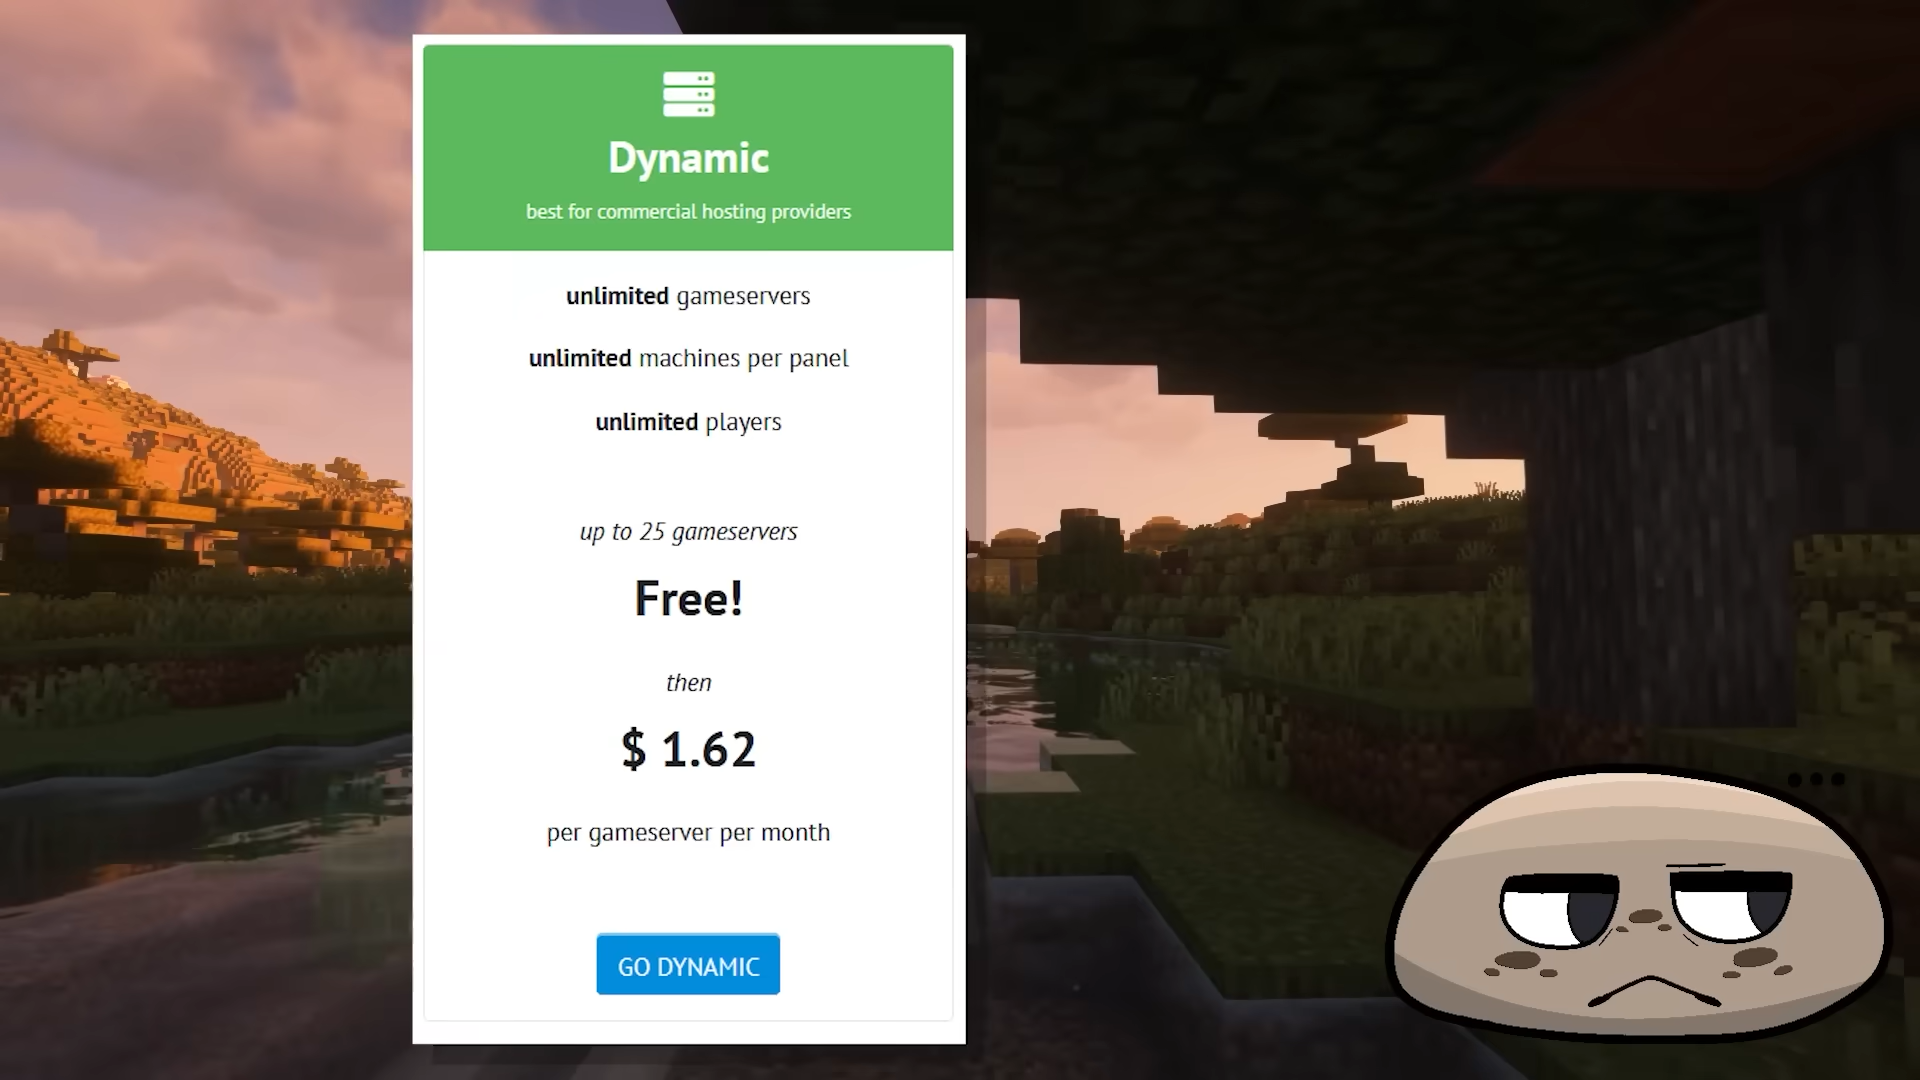 Dynamic
best for commercial hosting providers
unlimited gameservers
unlimited machines per panel
unlimited players
up to 25 gameservers
Free!
then
$ 1.62
per gameserver per month
GO DYNAMIC